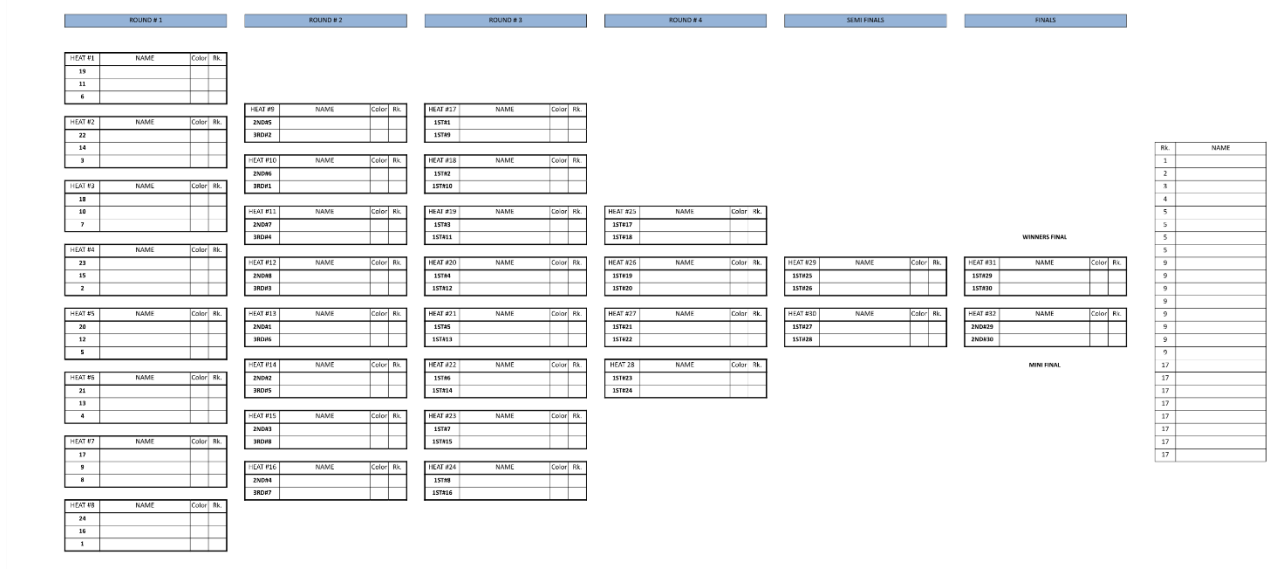 ROUND # 1
ROUND # 2
ROUND # 3
ROUND # 4
SEMI FINALS
FINALS
HEAT #1 NAME Color Rk.
19
11
6
HEAT #2 NAME Color Rk.
22
14
3
HEAT #3 NAME Color Rk.
18
10
7
HEAT #4 NAME Color Rk.
23
15
2
HEAT #5 NAME Color Rk.
20
12
5
HEAT #6 NAME Color Rk.
21
13
4
HEAT #7 NAME Color Rk.
17
9
8
HEAT #8 NAME Color Rk.
24
16
1
HEAT #9 NAME Color Rk.
2ND#5
3RD#2
HEAT #10 NAME Color Rk.
2ND#6
3RD#1
HEAT #11 NAME Color Rk.
2ND#7
3RD#4
HEAT #12 NAME Color Rk.
2ND#8
3RD#3
HEAT #13 NAME Color Rk.
2ND#1
3RD#6
HEAT #14 NAME Color Rk.
2ND#2
3RD#5
HEAT #15 NAME Color Rk.
2ND#3
3RD#8
HEAT #16 NAME Color Rk.
2ND#4
3RD#7
HEAT #17 NAME Color Rk.
1ST#1
1ST#9
HEAT #18 NAME Color Rk.
1ST#2
1ST#10
HEAT #19 NAME Color Rk.
1ST#3
1ST#11
HEAT #20 NAME Color Rk.
1ST#4
1ST#12
HEAT #21 NAME Color Rk.
1ST#5
1ST#13
HEAT #22 NAME Color Rk.
1ST#6
1ST#14
HEAT #23 NAME Color Rk.
1ST#7
1ST#15
HEAT #24 NAME Color Rk.
1ST#8
1ST#16
HEAT #25 NAME Color Rk.
1ST#17
1ST#18
HEAT #26 NAME Color Rk.
1ST#19
1ST#20
HEAT #27 NAME Color Rk.
1ST#21
1ST#22
HEAT 28 NAME Color Rk.
1ST#23
1ST#24
HEAT #29 NAME Color Rk.
1ST#25
1ST#26
HEAT #30 NAME Color Rk.
1ST#27
1ST#28
WINNERS FINAL
HEAT #31 NAME Color Rk.
1ST#29
1ST#30
HEAT #32 NAME Color Rk.
2ND#29
2ND#30
MINI FINAL
Rk. NAME
1
2
3
4
5
5
5
5
9
9
9
9
9
9
9
9
17
17
17
17
17
17
17
17